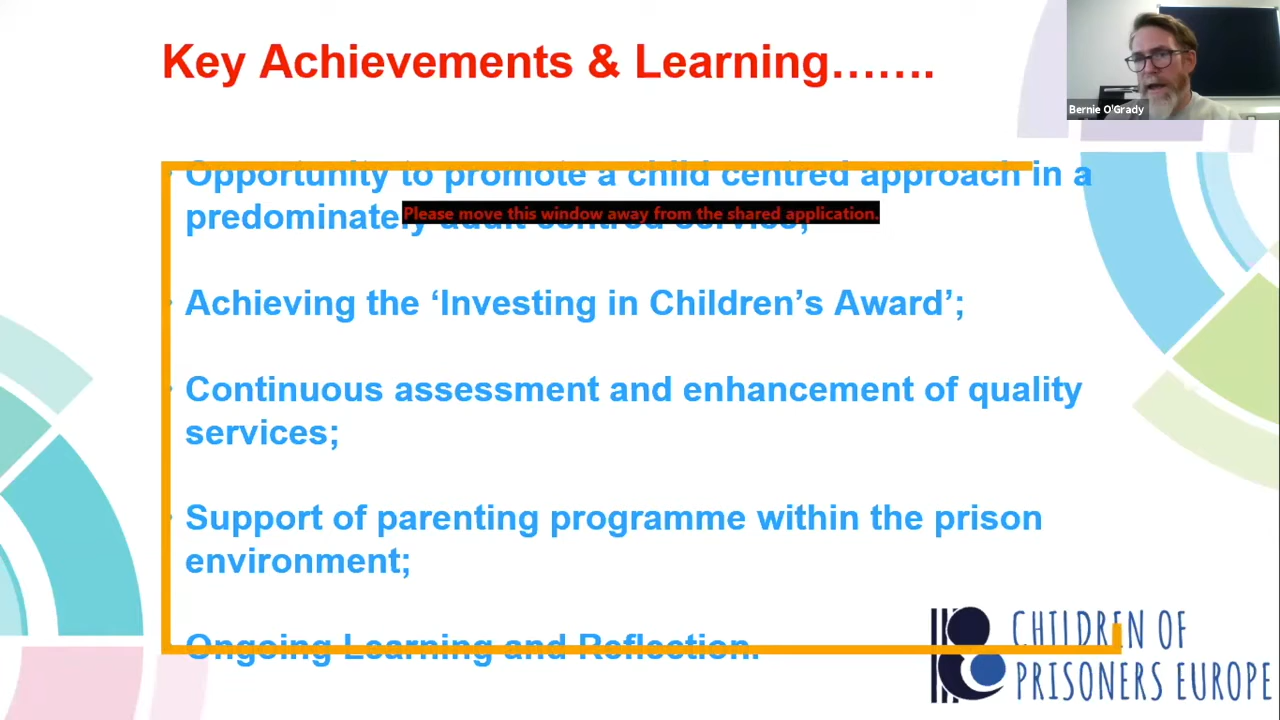 Key Achievements & Learning.......
Bernie O'Grady
Opportunity to promote a child centred approach in a
predominately adult centred service;
Please move this window away from the shared application.
Achieving the ‘Investing in Children’s Award’;
Continuous assessment and enhancement of quality
services;
Support of parenting programme within the prison
environment;
Ongoing Learning and Reflection.
CHILDREN OF
PRISONERS EUROPE